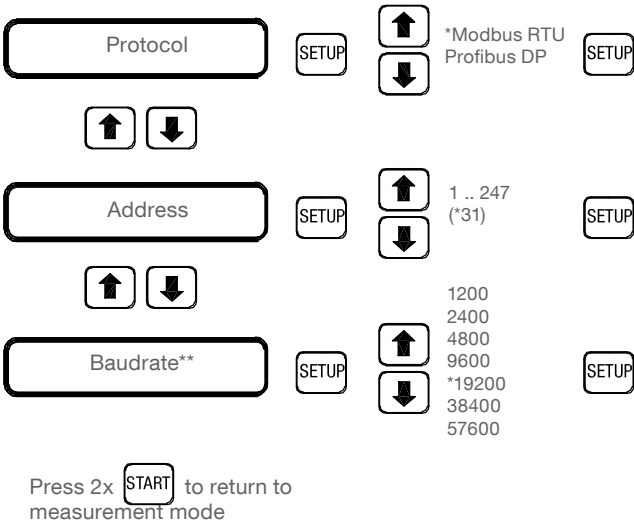 Protocol
SETUP
*Modbus RTU
Profibus DP
SETUP
Address
SETUP
1 .. 247
(*31)
SETUP
Baudrate**
SETUP
1200
2400
4800
9600
*19200
38400
57600
SETUP
Press 2x START to return to
measurement mode